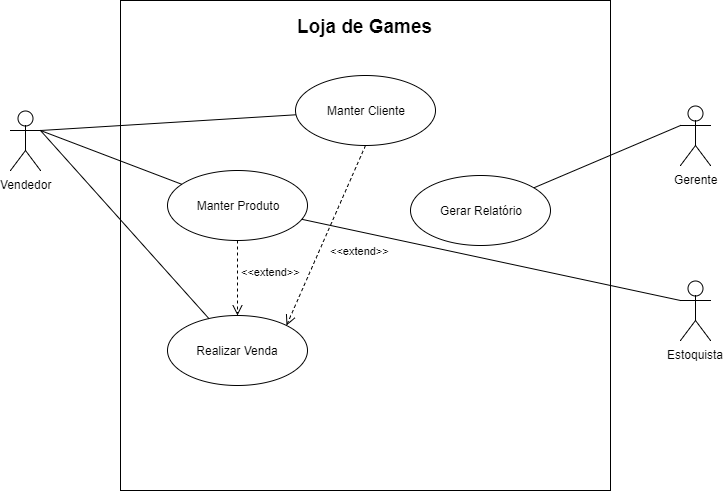 Loja de Games
Manter Cliente
Vendedor
Gerente
Manter Produto
Gerar Relatório
<<extend>>
<<extend>>
Realizar Venda
Estoquista